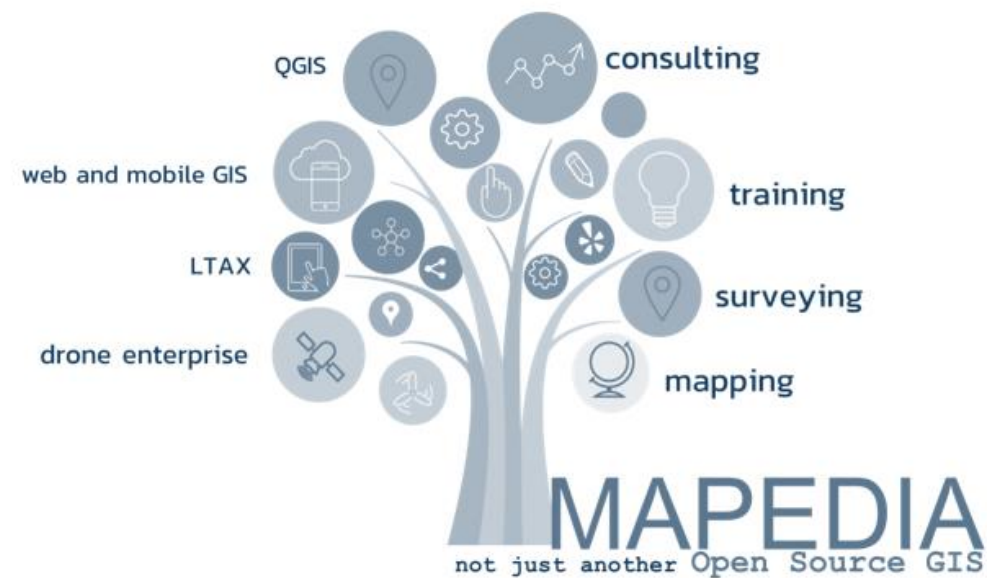 QGIS
consulting
web and mobile GIS
training
LTAX
surveying
drone enterprise
mapping
MAPEDIA
not just another Open Source GIS